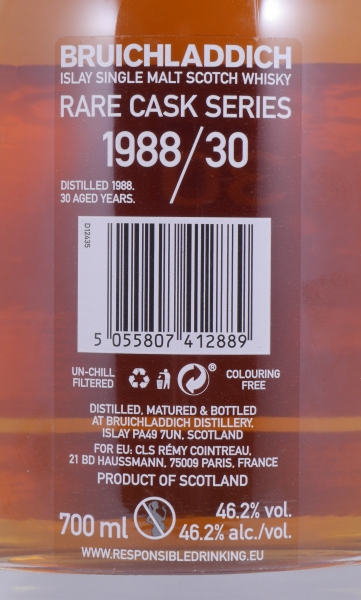 BRUICHLADDICH
ISLAY SINGLE MALT SCOTCH WHISKY
RARE CASK SERIES
1988/30
DISTILLED 1988.
30 AGED YEARS.
D12635
5 055807 412889
UN-CHILL FILTERED
®
COLOURING FREE
DISTILLED, MATURED & BOTTLED
AT BRUICHLADDICH DISTILLERY,
ISLAY PA49 7UN, SCOTLAND
FOR EU: CLS RÉMY COINTREAU,
21 BD HAUSSMANN, 75009 PARIS, FRANCE
PRODUCT OF SCOTLAND
700 ml
46.2% vol.
46.2% alc./vol.
WWW.RESPONSIBLEDRINKING.EU